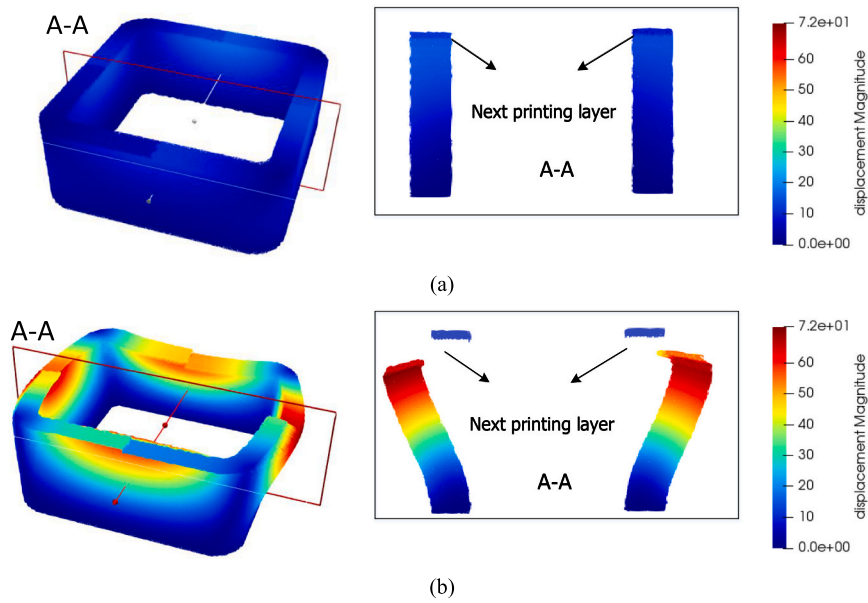 A-A
Next printing layer
A-A
7.2e+01
60
50
40
30
20
10
0.0e+00
displacement Magnitude
(a)
A-A
Next printing layer
A-A
7.2e+01
60
50
40
30
20
10
0.0e+00
displacement Magnitude
(b)